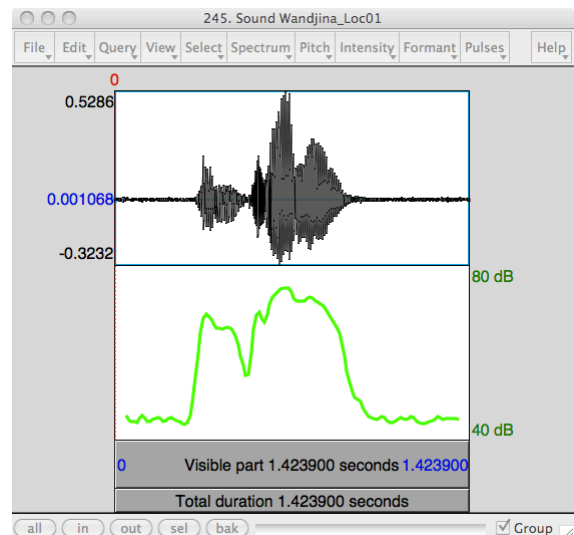 245. Sound Wandjina_Loc01
File Edit Query View Select Spectrum Pitch Intensity Formant Pulses Help
0
0.5286
0.001068
-0.3232
80 dB
40 dB
0 Visible part 1.423900 seconds 1.423900
Total duration 1.423900 seconds
all in out sel bak Group